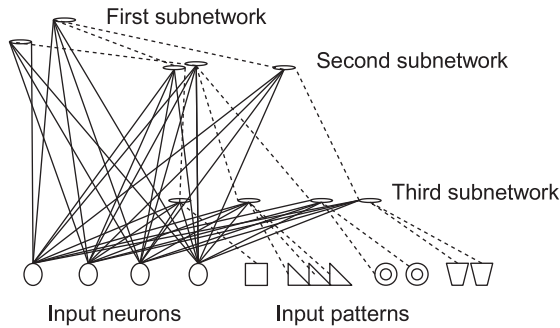 First subnetwork
Second subnetwork
Third subnetwork
Input neurons
Input patterns